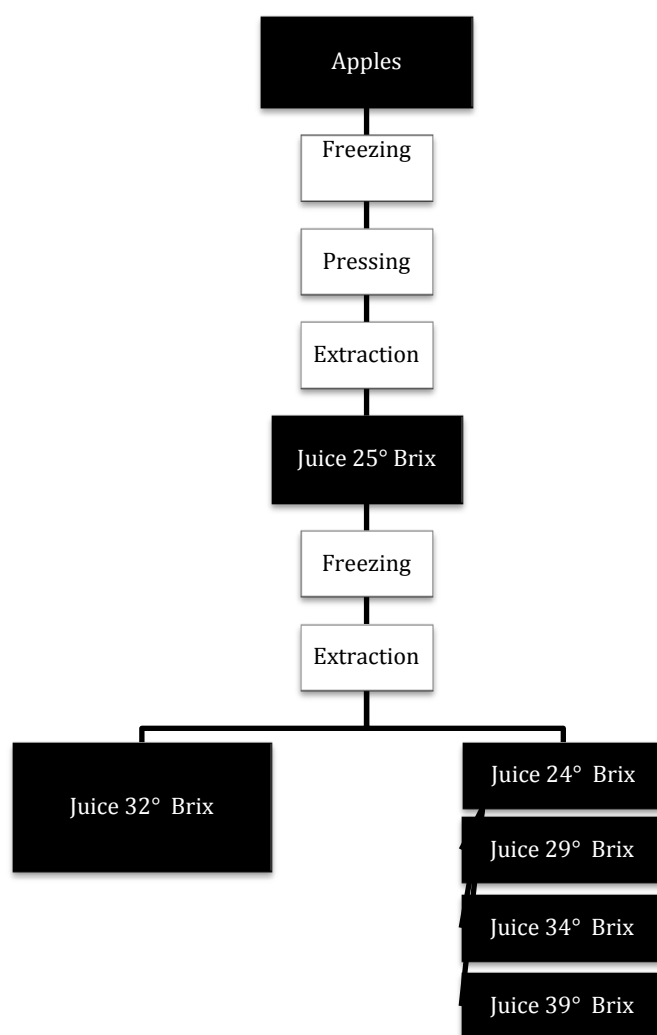 Apples
Freezing
Pressing
Extraction
Juice 25° Brix
Freezing
Extraction
Juice 32° Brix
Juice 24° Brix
Juice 29° Brix
Juice 34° Brix
Juice 39° Brix